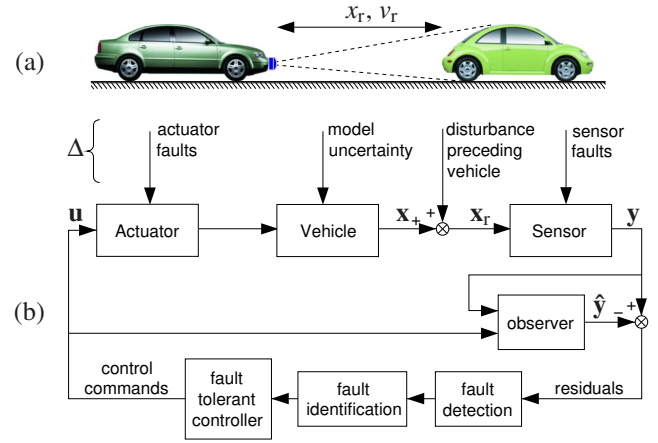 x_r, v_r
(a)
Δ
actuator
faults
model
uncertainty
disturbance
preceding
vehicle
sensor
faults
u
Actuator
Vehicle
x
+
+
x_r
Sensor
y
(b)
observer
ŷ
−
+
control
commands
fault
tolerant
controller
fault
identification
fault
detection
residuals